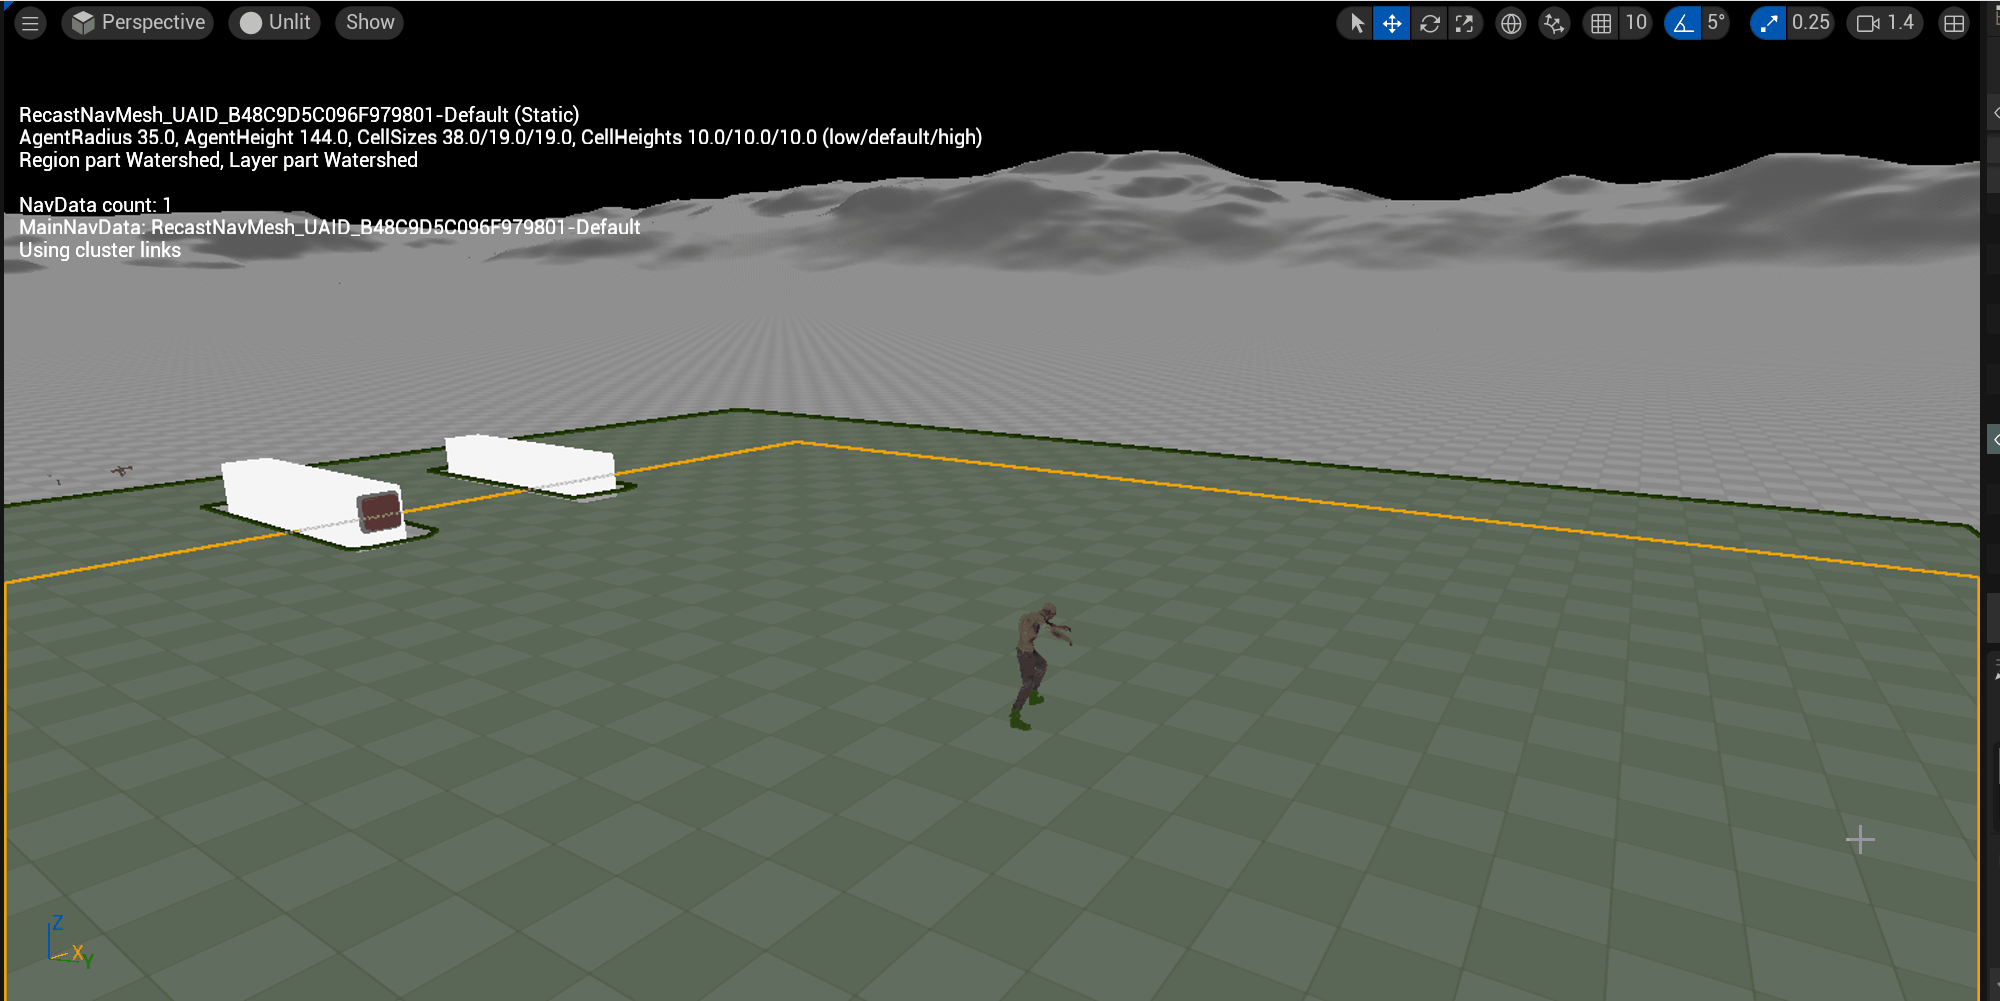 Perspective
Unlit
Show
10
5°
0.25
1.4
RecastNavMesh_UAID_B48C9D5C096F979801-Default (Static)
AgentRadius 35.0, AgentHeight 144.0, CellSizes 38.0/19.0/19.0, CellHeights 10.0/10.0/10.0 (low/default/high)
Region part Watershed, Layer part Watershed
NavData count: 1
MainNavData: RecastNavMesh_UAID_B48C9D5C096F979801-Default
Using cluster links
Z
X
Y